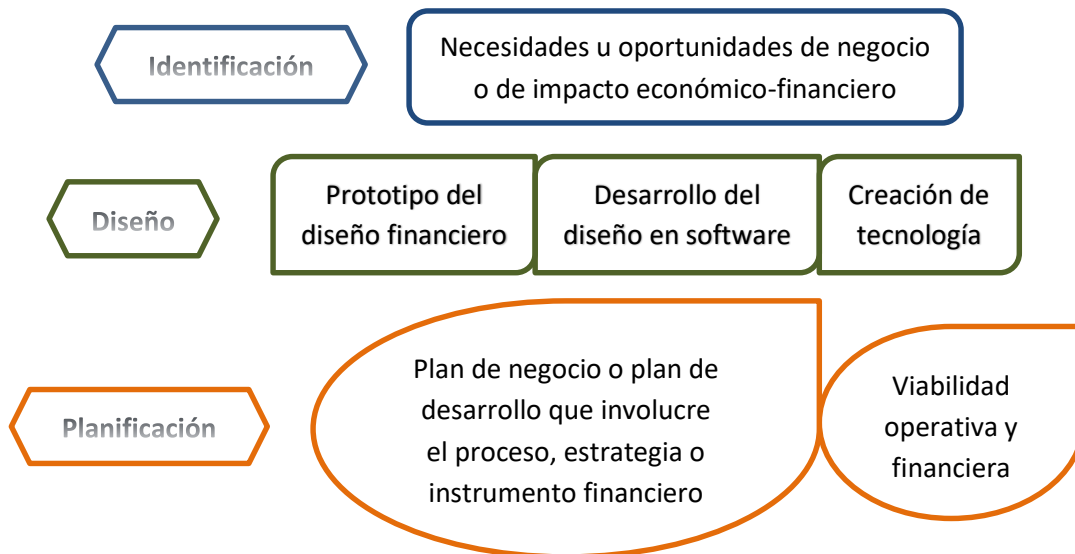 Identificación
Necesidades u oportunidades de negocio
o de impacto económico-financiero
Diseño
Prototipo del
diseño financiero
Desarrollo del
diseño en software
Creación de
tecnología
Planificación
Plan de negocio o plan de
desarrollo que involucre
el proceso, estrategia o
instrumento financiero
Viabilidad
operativa y
financiera